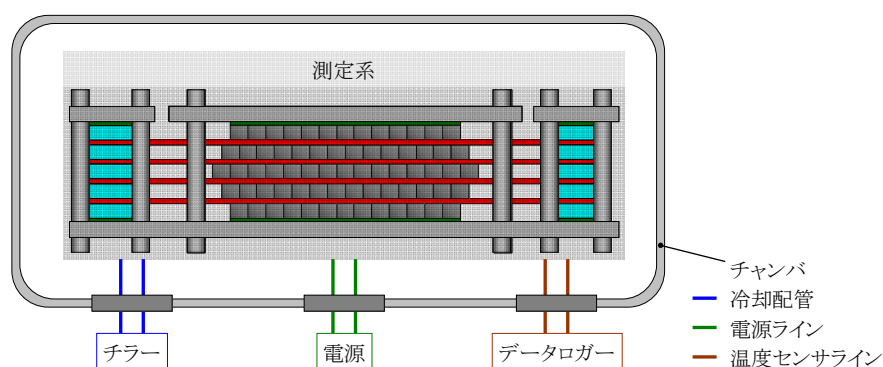 測定系
チャンバ
冷却配管
電源ライン
温度センサライン
チラー
電源
データロガー